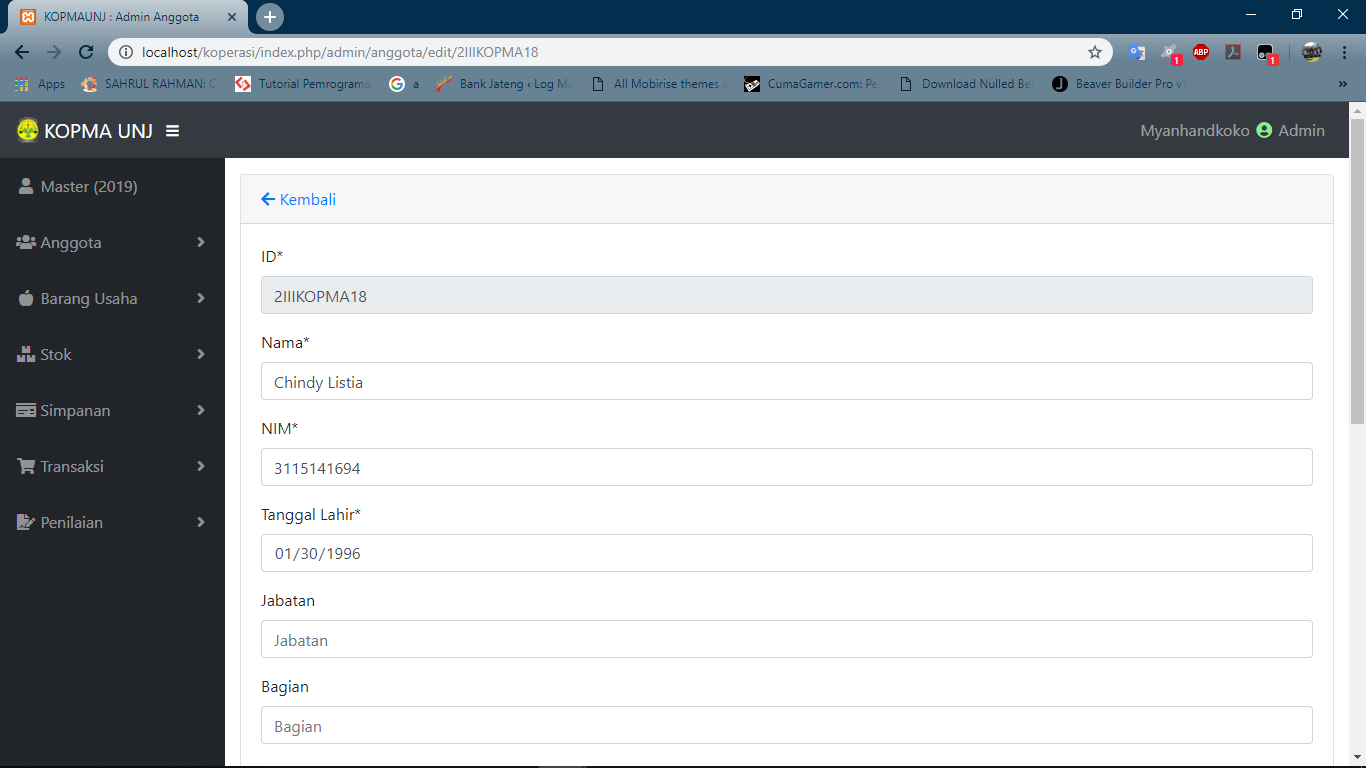 KOPMAUNJ : Admin Anggota
localhost/koperasi/index.php/admin/anggota/edit/2IIIKOPMA18
ABP
1
1
Apps
SAHRUL RAHMAN: C
Tutorial Pemrograma
a
Bank Jateng ‹ Log Ma
All Mobirise themes
CumaGamer.com: Pe
Download Nulled Be
Beaver Builder Pro v1
»
KOPMA UNJ
Myanhandkoko Admin
Master (2019)
Anggota
Barang Usaha
Stok
Simpanan
Transaksi
Penilaian
Kembali
ID*
2IIIKOPMA18
Nama*
Chindy Listia
NIM*
3115141694
Tanggal Lahir*
01/30/1996
Jabatan
Jabatan
Bagian
Bagian